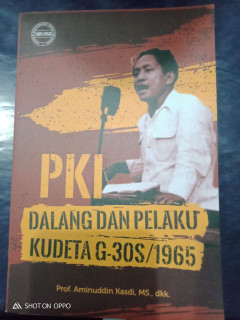 PKI
DALANG DAN PELAKU
KUDETA G-30S/1965
Prof. Aminuddin Kasdi, MS., dkk.
SHOT ON OPPO